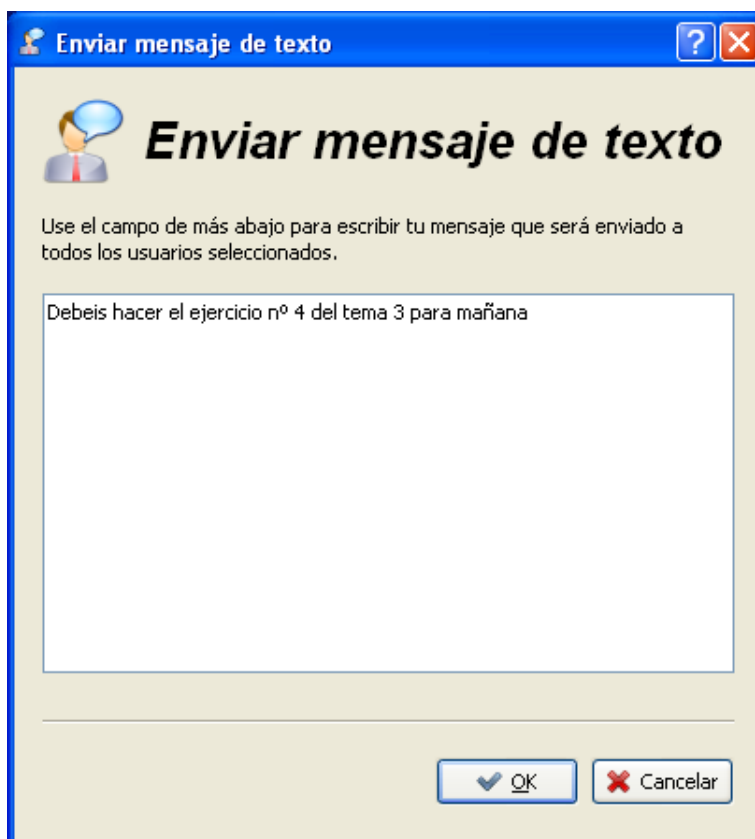 Enviar mensaje de texto
Enviar mensaje de texto
Use el campo de más abajo para escribir tu mensaje que será enviado a
todos los usuarios seleccionados.
Debeis hacer el ejercicio nº 4 del tema 3 para mañana
OK
Cancelar